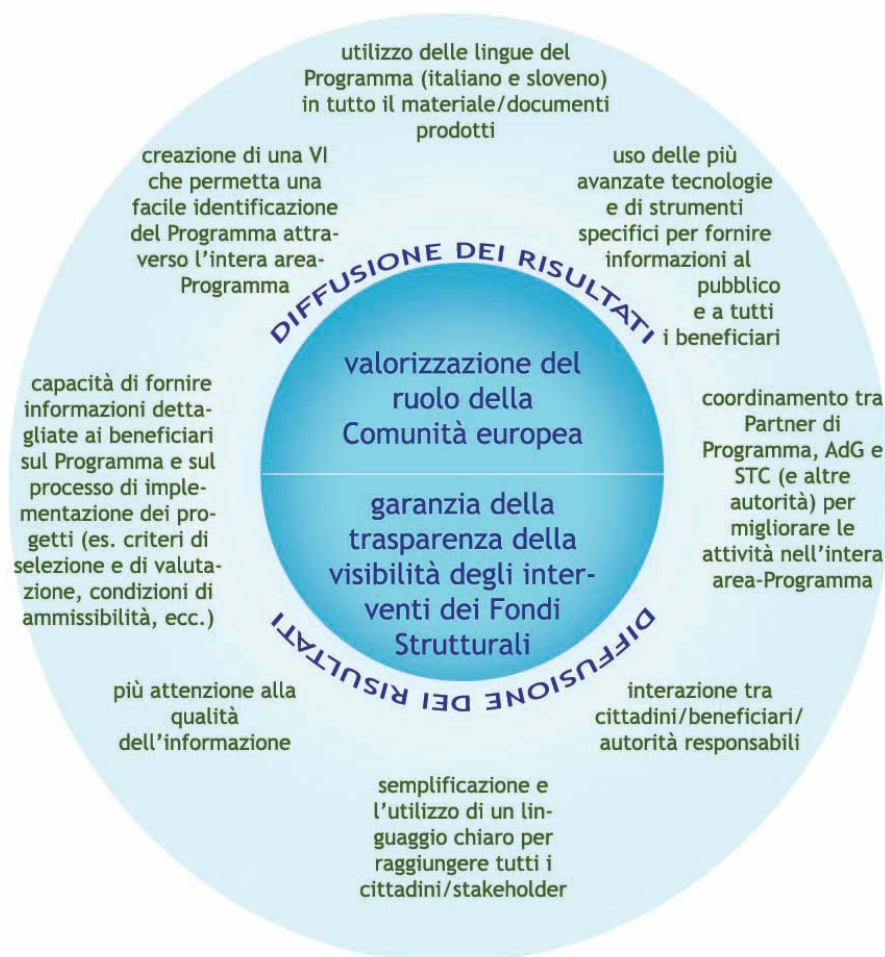 utilizzo delle lingue del
Programma (italiano e sloveno)
in tutto il materiale/documenti
prodotti
creazione di una VI
che permetta una
facile identificazione
del Programma attra-
verso l'intera area-
Programma
uso delle più
avanzate tecnologie
e di strumenti
specifici per fornire
informazioni al
pubblico
e a tutti
i beneficiari
DIFFUSIONE DEI RISULTATI
valorizzazione del
ruolo della
Comunità europea
capacità di fornire
informazioni detta-
gliate ai beneficiari
sul Programma e sul
processo di imple-
mentazione dei pro-
getti (es. criteri di
selezione e di valuta-
zione, condizioni di
ammissibilità, ecc.)
coordinamento tra
Partner di
Programma, AdG e
STC (e altre
autorità) per
migliorare le
attività nell'intera
area-Programma
garanzia della
trasparenza della
visibilità degli inter-
venti dei Fondi
Strutturali
DIFFUSIONE DEI RISULTATI
più attenzione alla
qualità
dell'informazione
interazione tra
cittadini/beneficiari/
autorità responsabili
semplificazione e
l'utilizzo di un lin-
guaggio chiaro per
raggiungere tutti i
cittadini/stakeholder